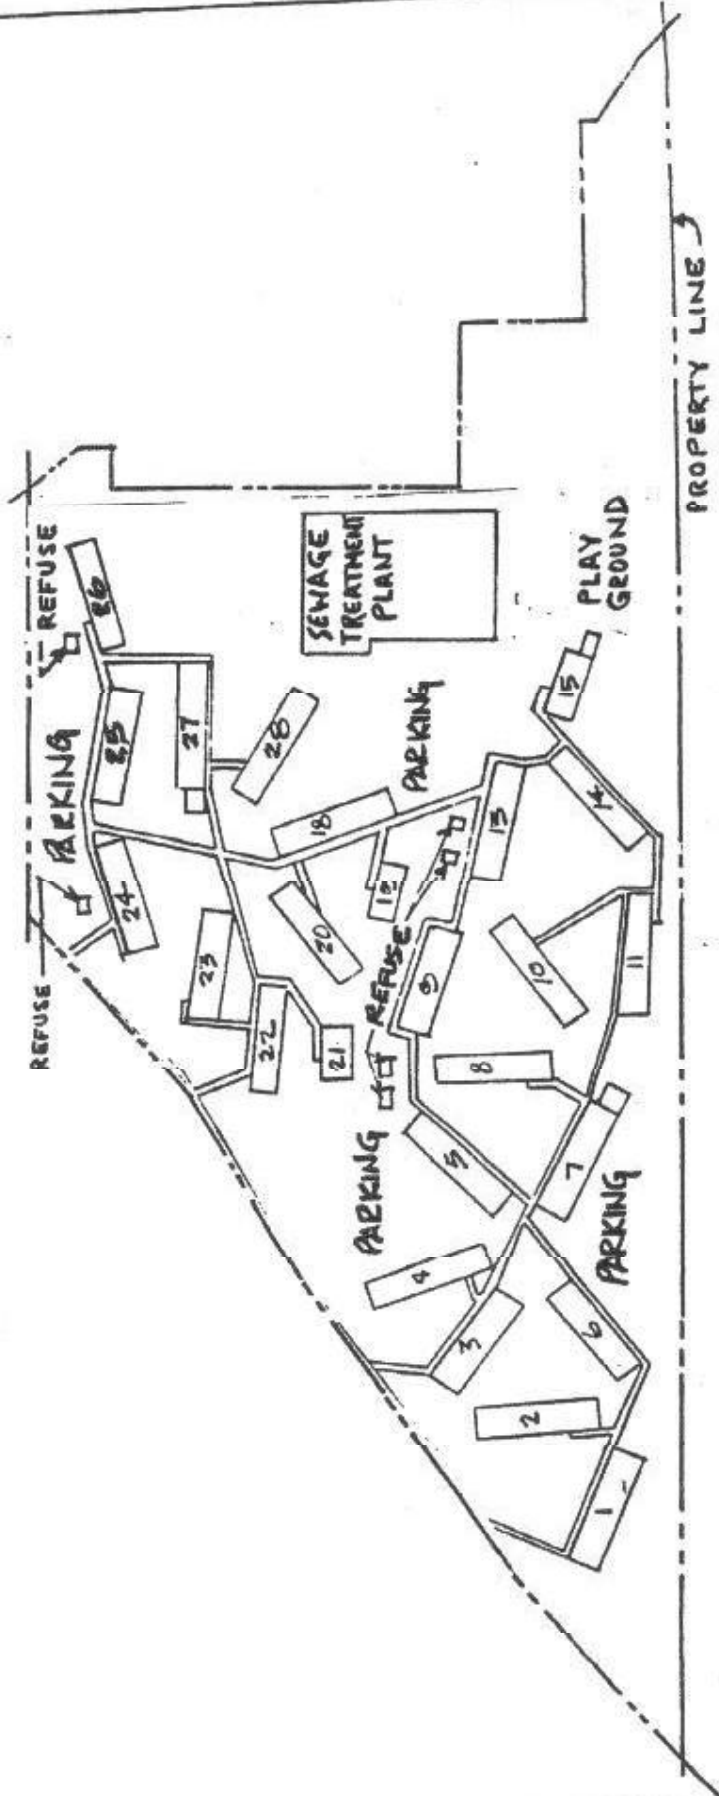 PROPERTY LINE
REFUSE
26
SEWAGE
TREATMENT
PLANT
PLAY
GROUND
PARKING
25
27
28
PARKING
15
18
13
14
REFUSE
24
23
20
REFUSE
9
10
11
22
21
8
PARKING
5
7
PARKING
4
3
6
2
1